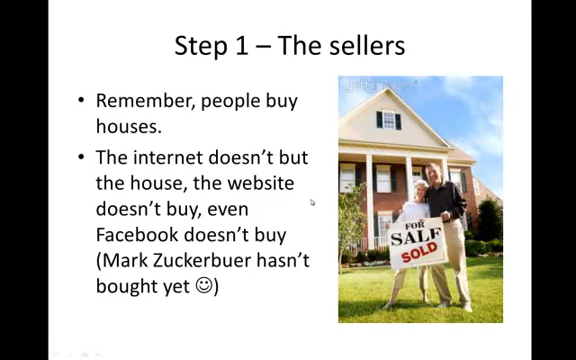 Step 1 – The sellers
• Remember, people buy
houses.
• The internet doesn't but
the house, the website
doesn't buy, even
Facebook doesn't buy
(Mark Zuckerbuer hasn't
bought yet ☺)
FOR
SALE
SOLD